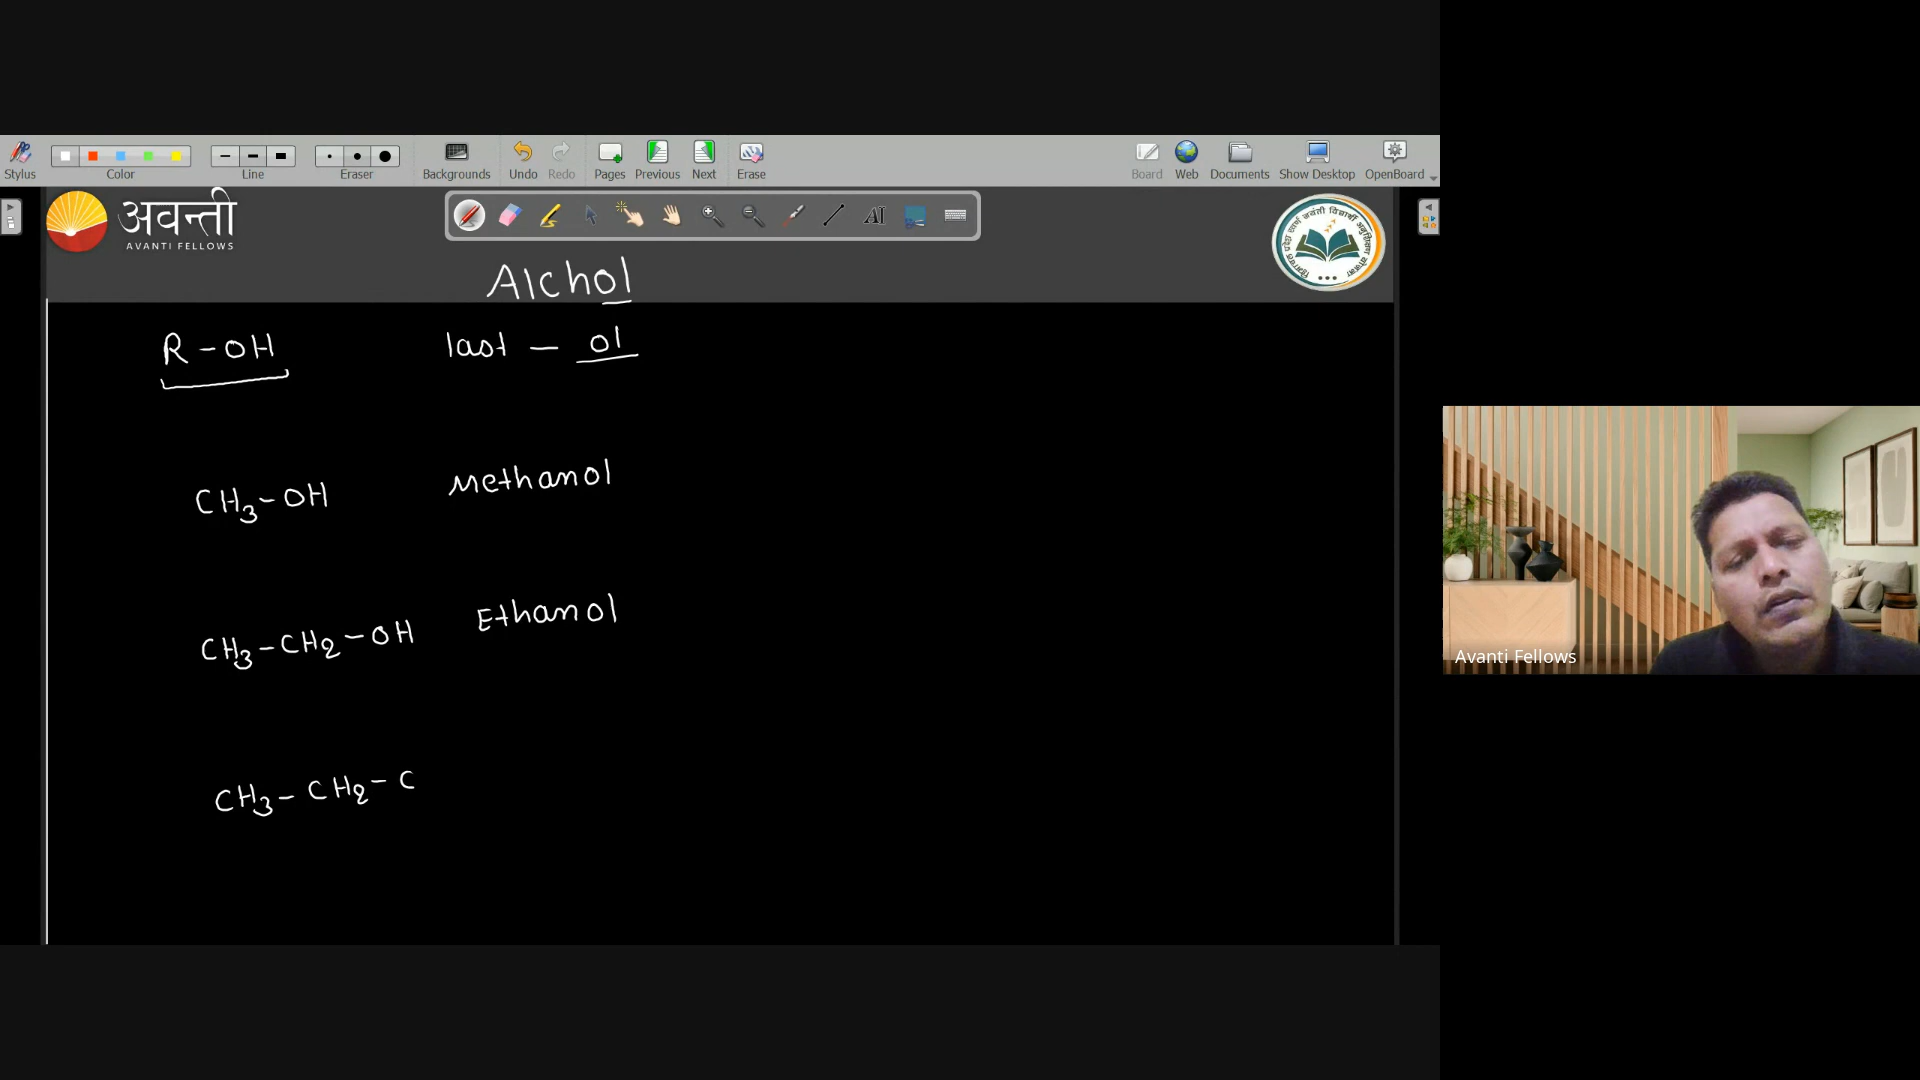 Stylus
Color
Line
Eraser
Backgrounds
Undo Redo
Pages Previous Next
Erase
Board Web Documents Show Desktop OpenBoard
अवन्ती
AVANTI FELLOWS
AI
Alchol
R - OH last - ol
CH3 - OH Methanol
CH3 - CH2 - OH Ethanol
CH3 - CH2 - C
Avanti Fellows